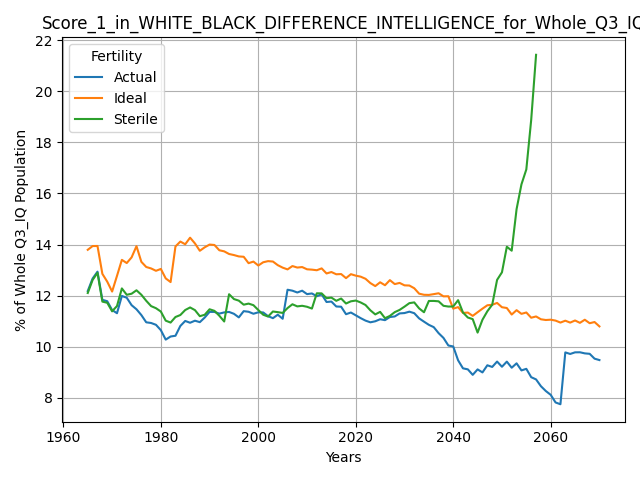 Score_1_in_WHITE_BLACK_DIFFERENCE_INTELLIGENCE_for_Whole_Q3_IQ
Fertility
Actual
Ideal
Sterile
% of Whole Q3_IQ Population
22
20
18
16
14
12
10
8
1960
1980
2000
2020
2040
2060
Years